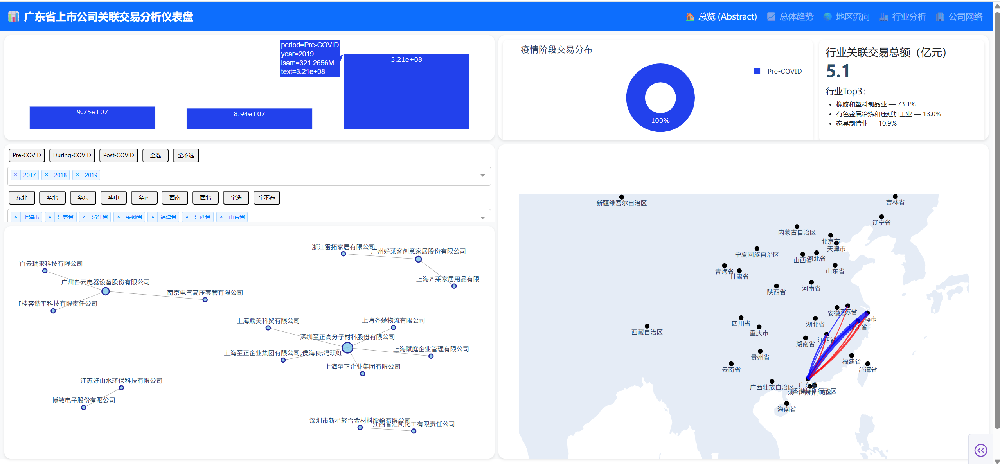 广东省上市公司关联交易分析仪表盘
总览 (Abstract)
总体趋势
地区流向
行业分析
公司网络
period=Pre-COVID
year=2019
isam=321.2656M
text=3.21e+08
9.75e+07
8.94e+07
3.21e+08
疫情阶段交易分布
Pre-COVID
100%
行业关联交易总额（亿元）
5.1
行业Top3：
橡胶和塑料制品业 — 73.1%
有色金属冶炼和压延加工业 — 13.0%
家具制造业 — 10.9%
Pre-COVID
During-COVID
Post-COVID
全选
全不选
× 2017
× 2018
× 2019
东北
华北
华东
华中
华南
西南
西北
全选
全不选
× 上海市
× 江苏省
× 浙江省
× 安徽省
× 福建省
× 江西省
× 山东省
浙江雷拓家居有限公司
广州好莱客创意家居股份有限公司
白云瑞来科技有限公司
上海齐莱家居用品有限
广州白云电器设备股份有限公司
南京电气高压套管有限公司
桂容谐平科技有限责任公司
上海赋美科贸有限公司
上海齐楚物流有限公司
深圳至正高分子材料股份有限公司
上海赋庭企业管理有限公司
上海至正企业集团有限公司,侯海良,冯琪虹
上海至正企业集团有限公司
江苏好山水环保科技有限公司
博敏电子股份有限公司
深圳市新星轻合金材料股份有限公司
江西省汇凯化工有限责任公司
新疆维吾尔自治区
吉林省
辽宁省
内蒙古自治区
北京市
天津市
宁夏回族自治区
山西省
河北省
青海省
甘肃省
山东省
陕西省
河南省
安徽省
江苏省
上海市
浙江省
四川省
湖北省
重庆市
西藏自治区
湖南省
江西省
贵州省
福建省
云南省
台湾省
广东省
广西壮族自治区
香港特别行政区
澳门特别行政区
海南省